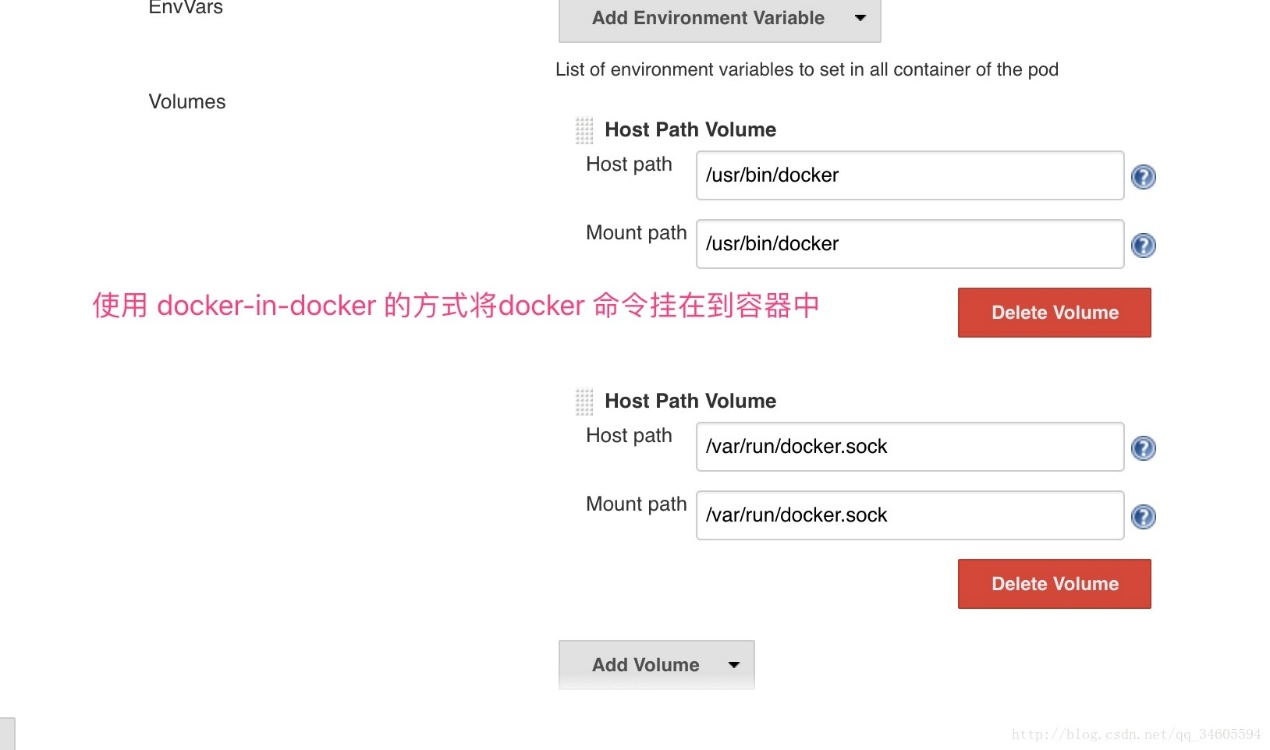 EnvVars
Add Environment Variable
List of environment variables to set in all container of the pod
Volumes
Host Path Volume
Host path
/usr/bin/docker
Mount path
/usr/bin/docker
使用 docker-in-docker 的方式将docker 命令挂在到容器中
Delete Volume
Host Path Volume
Host path
/var/run/docker.sock
Mount path
/var/run/docker.sock
Delete Volume
Add Volume
http://blog.csdn.net/qq_34605594